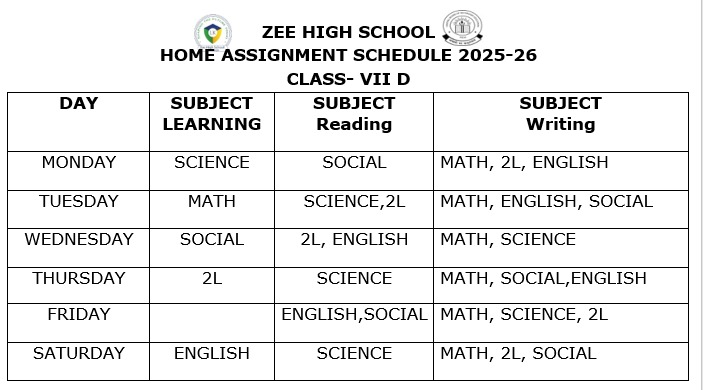 ZEE HIGH SCHOOL
HOME ASSIGNMENT SCHEDULE 2025-26
CLASS- VII D
DAY SUBJECT LEARNING SUBJECT Reading SUBJECT Writing
MONDAY SCIENCE SOCIAL MATH, 2L, ENGLISH
TUESDAY MATH SCIENCE,2L MATH, ENGLISH, SOCIAL
WEDNESDAY SOCIAL 2L, ENGLISH MATH, SCIENCE
THURSDAY 2L SCIENCE MATH, SOCIAL,ENGLISH
FRIDAY ENGLISH,SOCIAL MATH, SCIENCE, 2L
SATURDAY ENGLISH SCIENCE MATH, 2L, SOCIAL